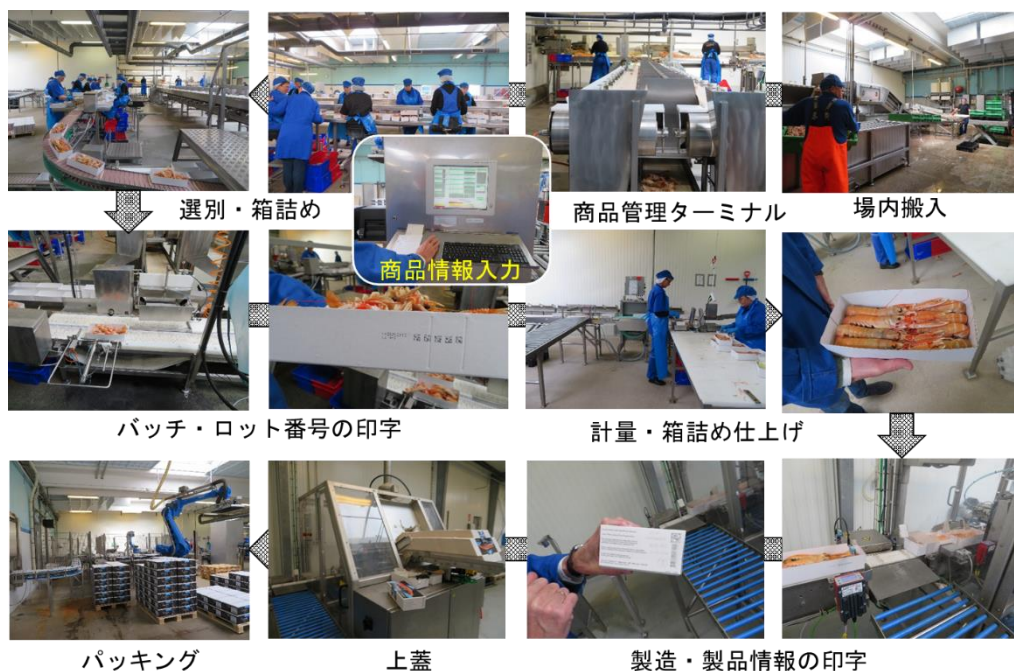 選別・箱詰め
商品管理ターミナル
場内搬入
商品情報入力
バッチ・ロット番号の印字
計量・箱詰め仕上げ
パッキング
上蓋
製造・製品情報の印字